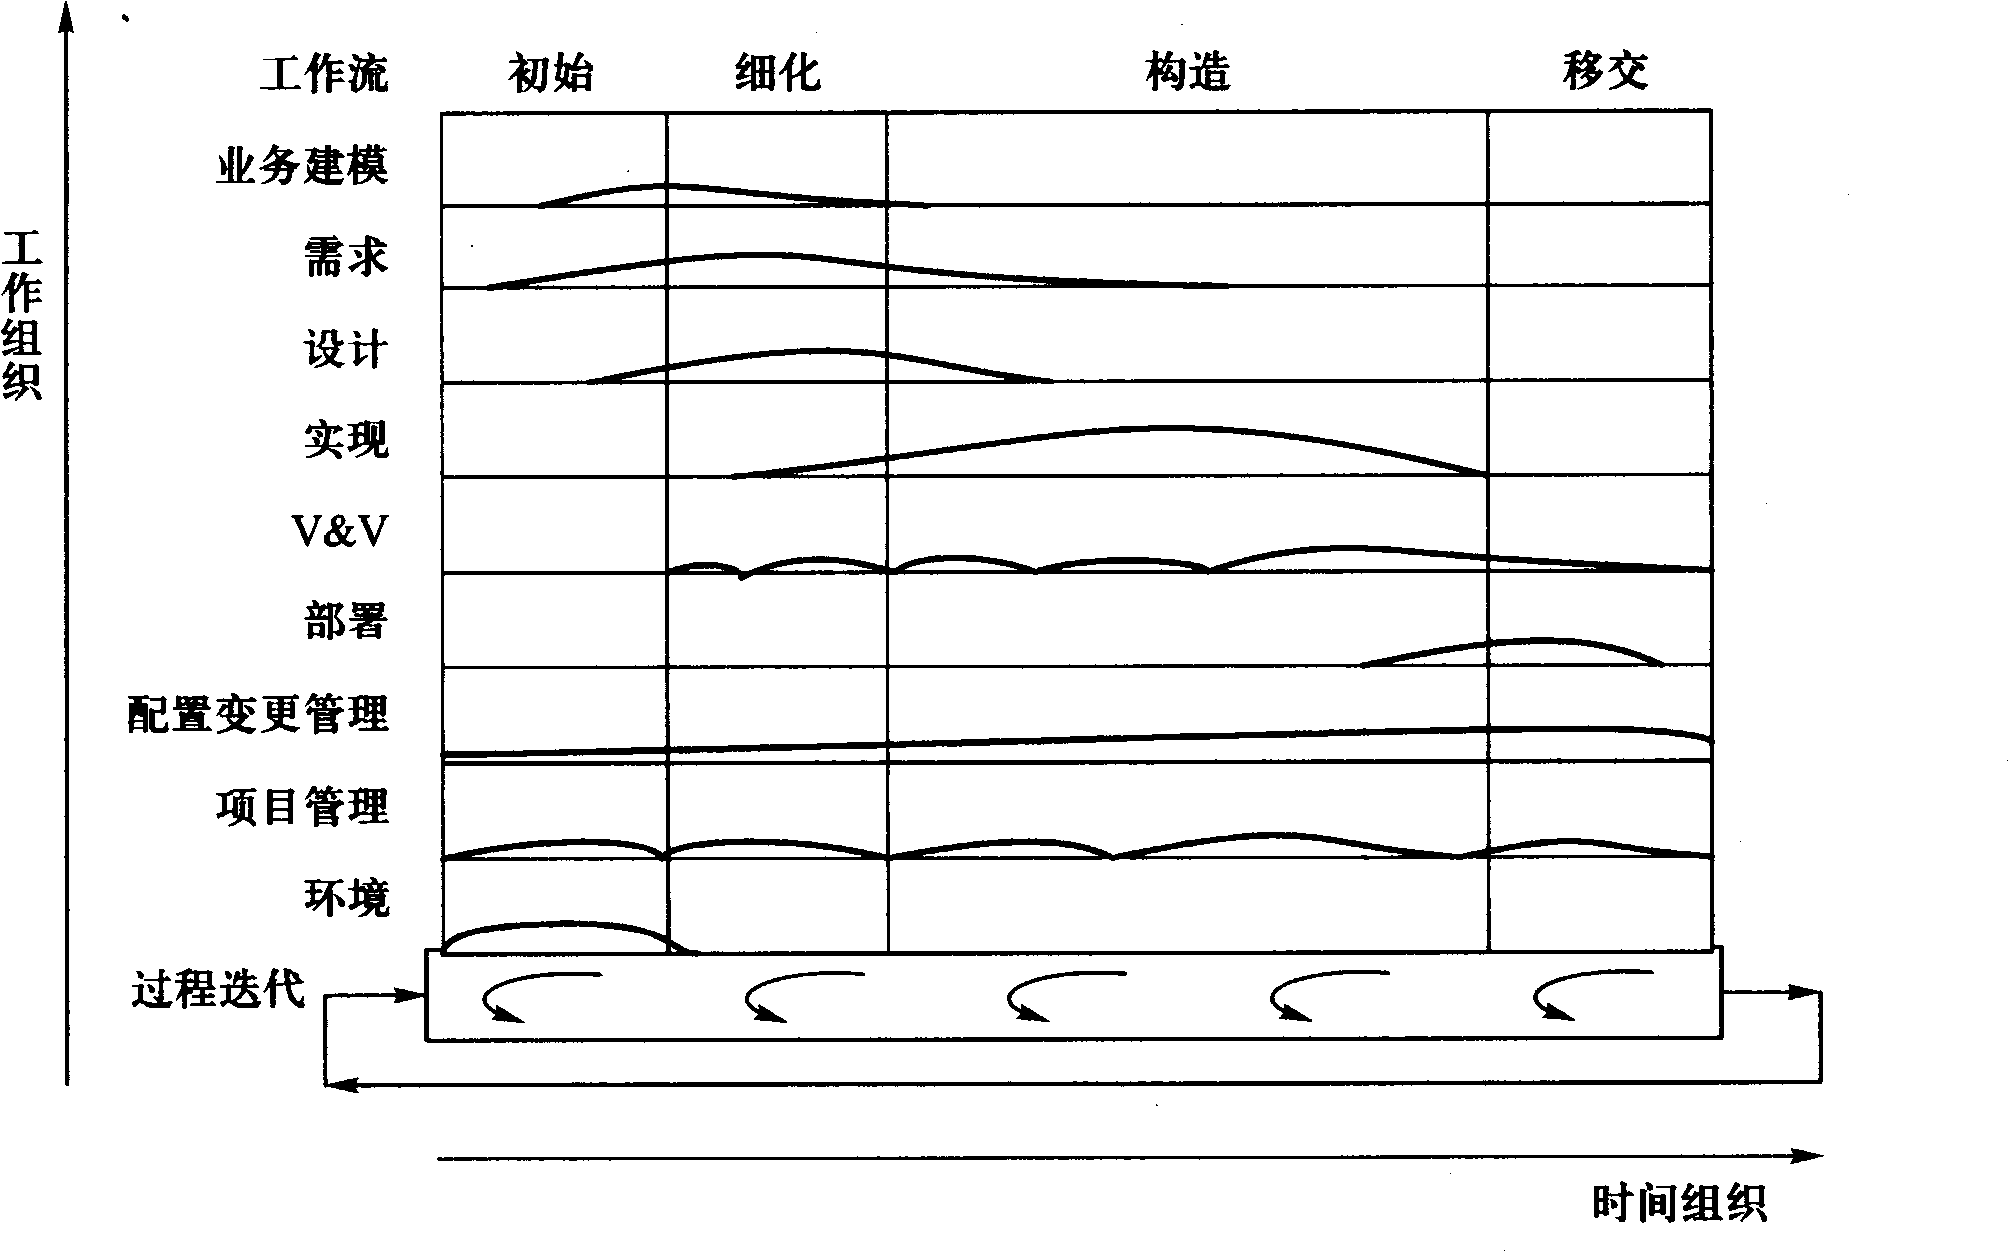 工作流 初始 细化 构造 移交
业务建模
需求
设计
实现
V&V
部署
配置变更管理
项目管理
环境
过程迭代
工作组织
时间组织